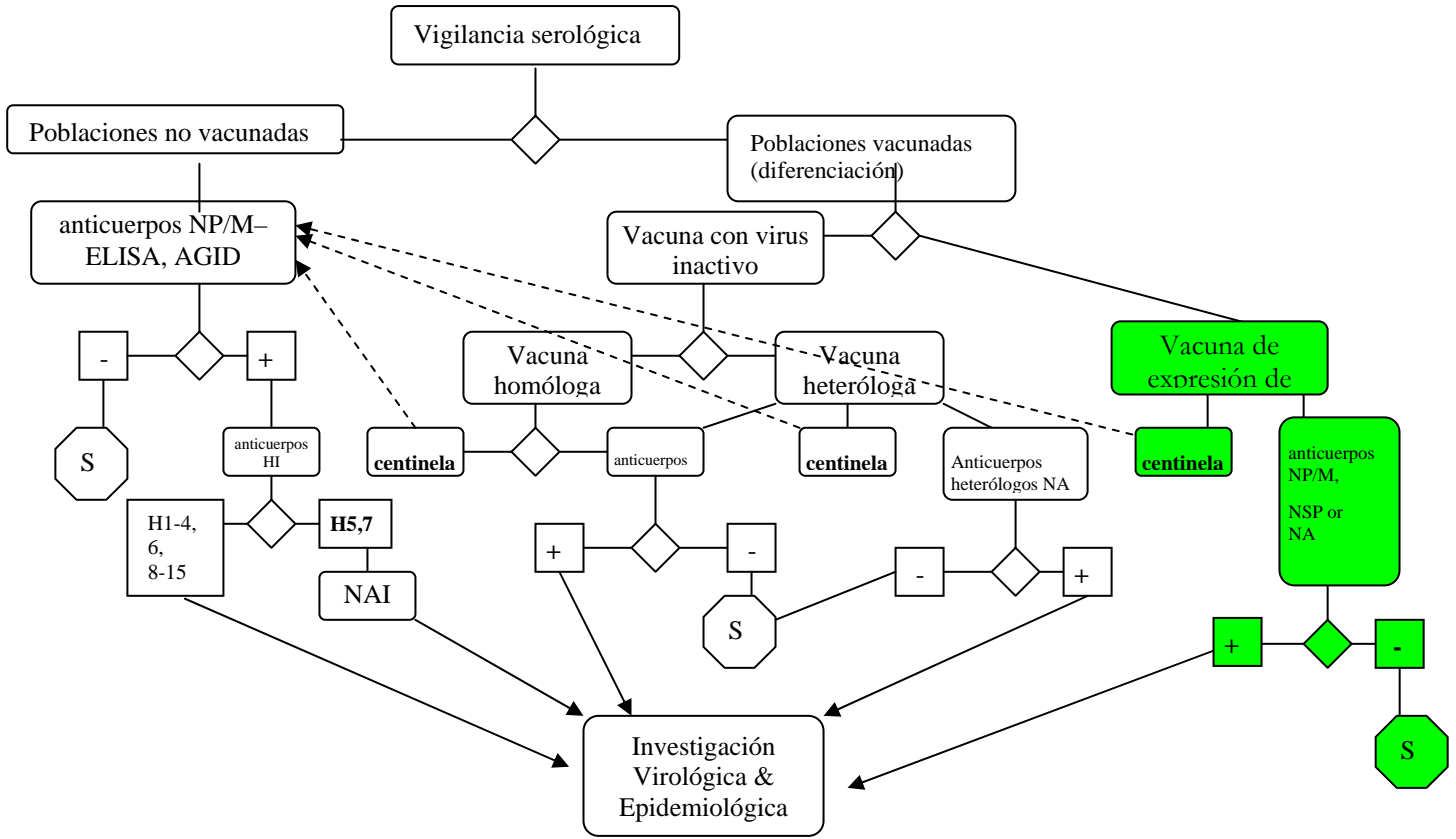 Vigilancia serológica
Poblaciones no vacunadas
Poblaciones vacunadas
(diferenciación)
anticuerpos NP/M–
ELISA, AGID
Vacuna con virus
inactivo
-
+
Vacuna
homóloga
Vacuna
heteróloga
Vacuna de
expresión de
S
anticuerpos
HI
centinela
anticuerpos
centinela
Anticuerpos
heterólogos NA
centinela
anticuerpos
NP/M,
NSP or
NA
H1-4,
6,
8-15
H5,7
NAI
+
-
-
+
S
+
-
S
Investigación
Virológica &
Epidemiológica